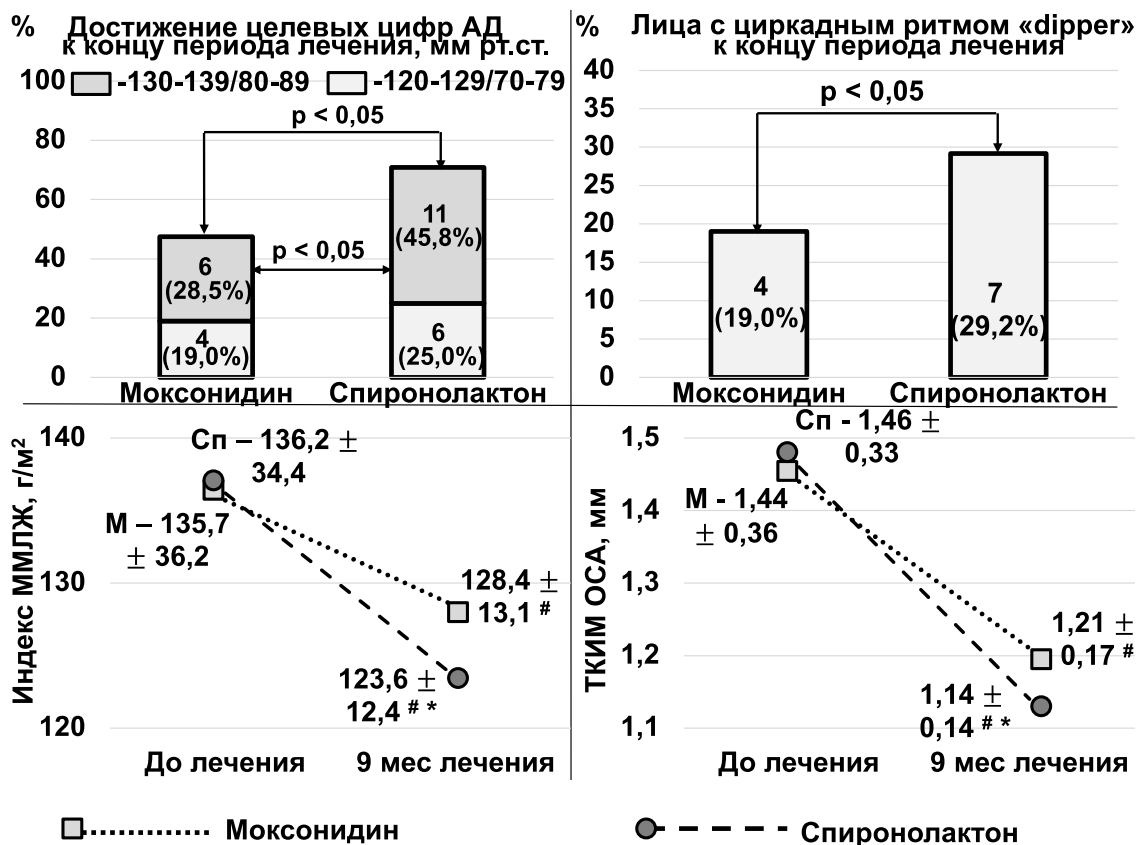 % Достижение целевых цифр АД
к концу периода лечения, мм рт.ст.
-130-139/80-89 -120-129/70-79
100
80
60
40
20
0
p < 0,05
p < 0,05
6
(28,5%)
4
(19,0%)
11
(45,8%)
6
(25,0%)
Моксонидин Спиронолактон
% Лица с циркадным ритмом «dipper»
к концу периода лечения
40
35
30
25
20
15
10
5
0
p < 0,05
4
(19,0%)
7
(29,2%)
Моксонидин Спиронолактон
Индекс ММЛЖ, г/м²
140
130
120
Сп – 136,2 ±
34,4
М – 135,7
± 36,2
128,4 ±
13,1 #
123,6 ±
12,4 # *
До лечения 9 мес лечения
ТКИМ ОСА, мм
1,5
1,4
1,3
1,2
1,1
Сп - 1,46 ±
0,33
М - 1,44
± 0,36
1,21 ±
0,17 #
1,14 ±
0,14 # *
До лечения 9 мес лечения
Моксонидин
Спиронолактон